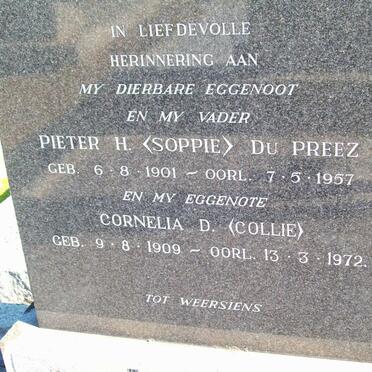 IN LIEFDEVOLLE
HERINNERING AAN
MY DIERBARE EGGENOOT
EN MY VADER
PIETER H. <SOPPIE> DU PREEZ
GEB. 6-8-1901 ~ OORL. 7-5-1957
EN MY EGGENOTE
CORNELIA D. <COLLIE>
GEB. 9-8-1909 ~ OORL. 13-3-1972.
TOT WEERSIENS